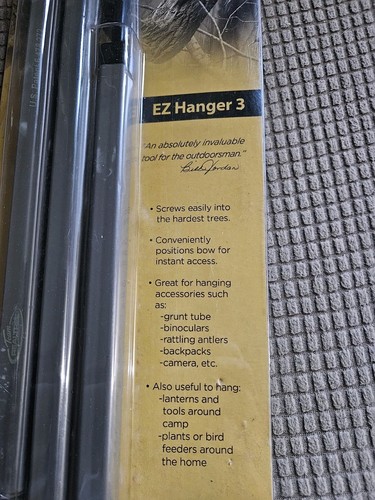 EZ Hanger 3
"An absolutely invaluable
tool for the outdoorsman."
• Screws easily into
the hardest trees.
• Conveniently
positions bow for
instant access.
• Great for hanging
accessories such
as:
-grunt tube
-binoculars
-rattling antlers
-backpacks
-camera, etc.
• Also useful to hang:
-lanterns and
tools around
camp
-plants or bird
feeders around
the home